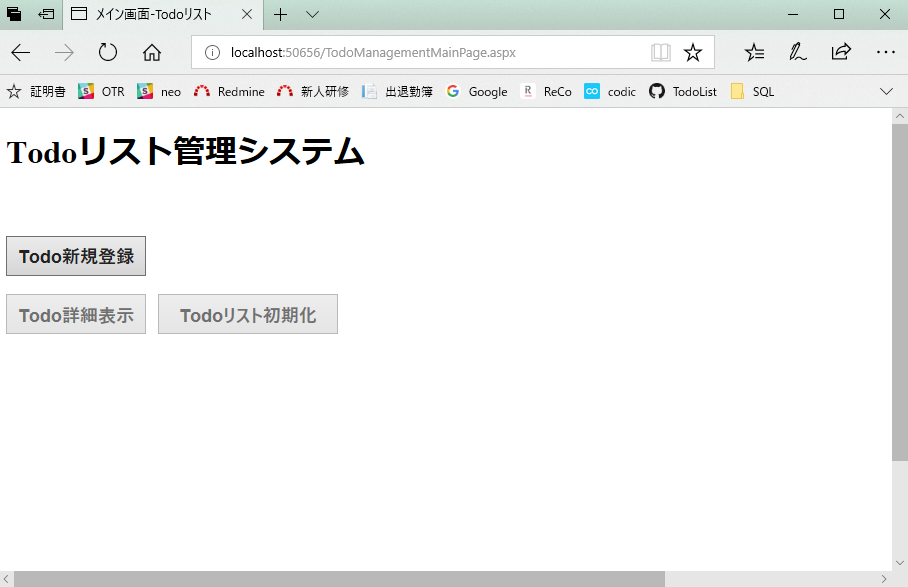 メイン画面-Todoリスト
localhost:50656/TodoManagementMainPage.aspx
証明書 OTR neo Redmine 新人研修 出退勤簿 Google ReCo codic TodoList SQL
Todoリスト管理システム
Todo新規登録
Todo詳細表示 Todoリスト初期化